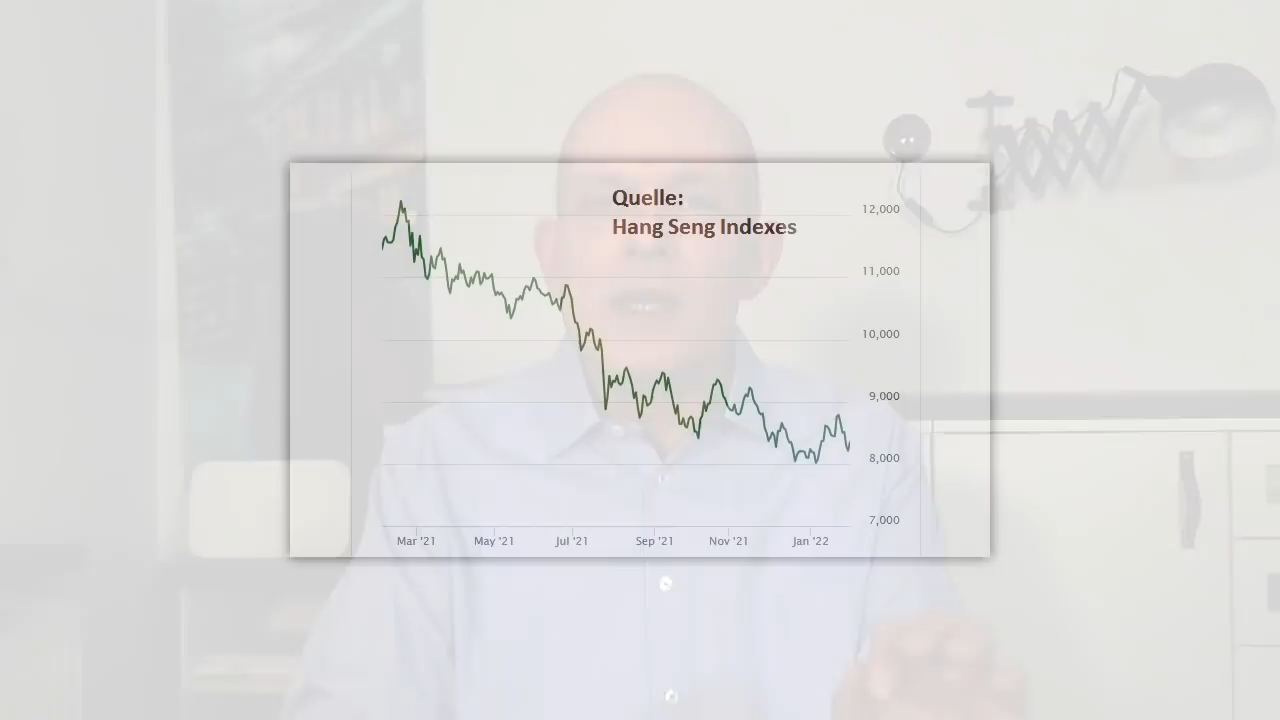 Quelle:
Hang Seng Indexes
12,000
11,000
10,000
9,000
8,000
7,000
Mar '21
May '21
Jul '21
Sep '21
Nov '21
Jan '22